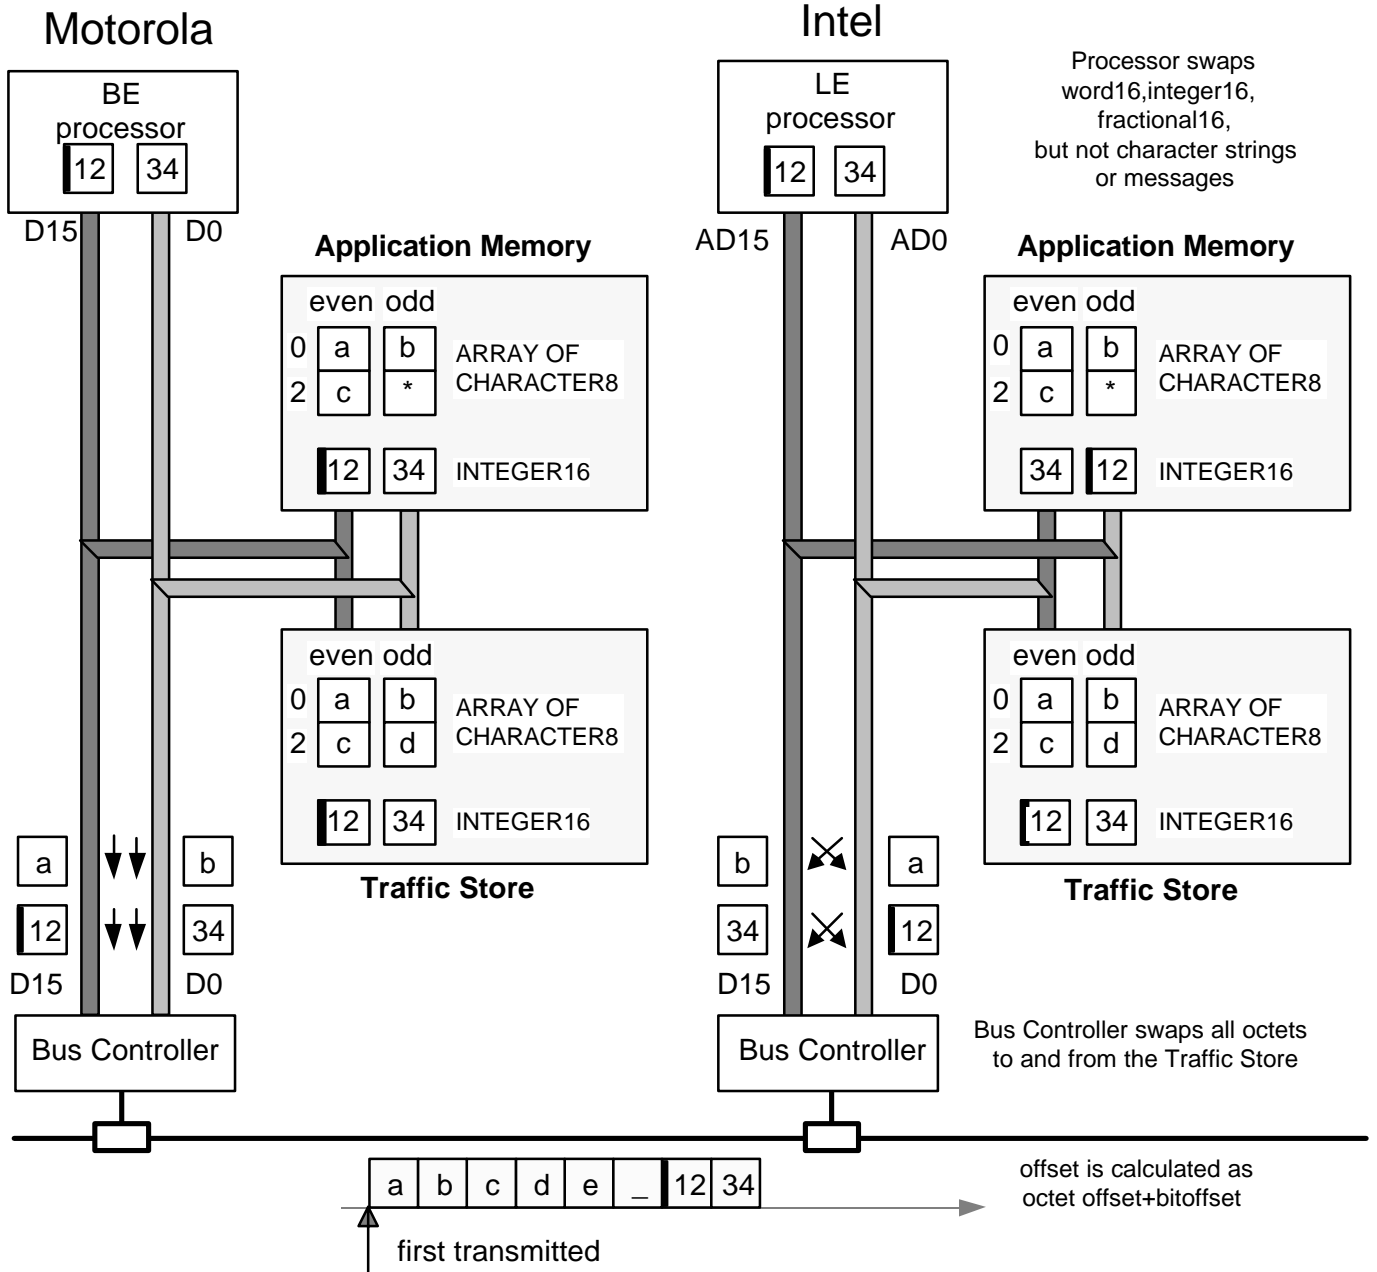 Motorola
BE
processor
12 34
D15 D0
Application Memory
even odd
0 a b
2 c *
ARRAY OF
CHARACTER8
12 34 INTEGER16
even odd
0 a b
2 c d
ARRAY OF
CHARACTER8
12 34 INTEGER16
Traffic Store
a b
12 34
D15 D0
Bus Controller
Intel
LE
processor
12 34
AD15 AD0
Processor swaps
word16,integer16,
fractional16,
but not character strings
or messages
Application Memory
even odd
0 a b
2 c *
ARRAY OF
CHARACTER8
34 12 INTEGER16
even odd
0 a b
2 c d
ARRAY OF
CHARACTER8
12 34 INTEGER16
Traffic Store
b a
34 12
D15 D0
Bus Controller
Bus Controller swaps all octets
to and from the Traffic Store
a b c d e _ 12 34
first transmitted
offset is calculated as
octet offset+bitoffset